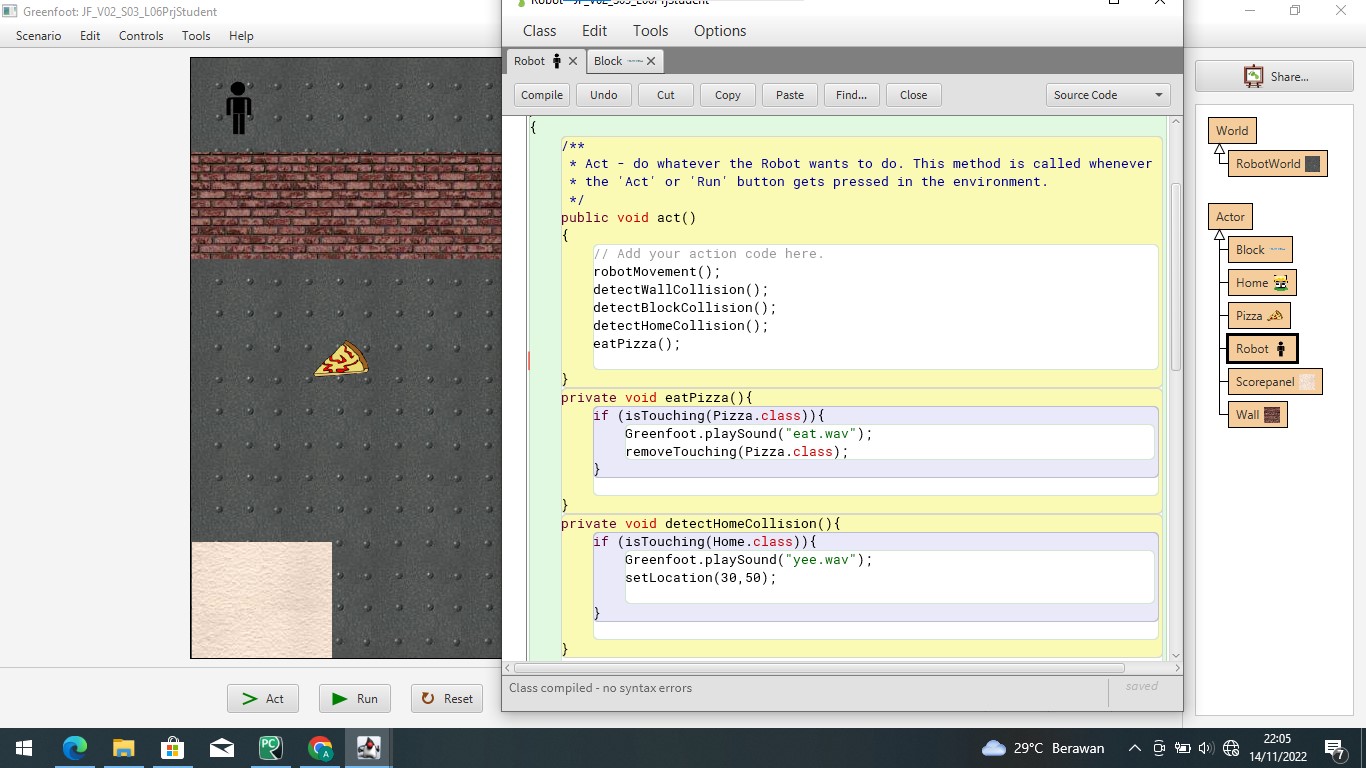 Greenfoot: JF_V02_S03_L06PrjStudent
Scenario Edit Controls Tools Help
Robot - JF_V02_S03_L06PrjStudent
Class Edit Tools Options
Robot Block
Compile Undo Cut Copy Paste Find... Close Source Code
{
/**
* Act - do whatever the Robot wants to do. This method is called whenever
* the 'Act' or 'Run' button gets pressed in the environment.
*/
public void act()
{
// Add your action code here.
robotMovement();
detectWallCollision();
detectBlockCollision();
detectHomeCollision();
eatPizza();
}
private void eatPizza(){
if (isTouching(Pizza.class)){
Greenfoot.playSound("eat.wav");
removeTouching(Pizza.class);
}
}
private void detectHomeCollision(){
if (isTouching(Home.class)){
Greenfoot.playSound("yee.wav");
setLocation(30,50);
}
}
Class compiled - no syntax errors
saved
Share...
World
RobotWorld
Actor
Block
Home
Pizza
Robot
Scorepanel
Wall
Act Run Reset
PC
A
29°C Berawan
22:05
14/11/2022
7